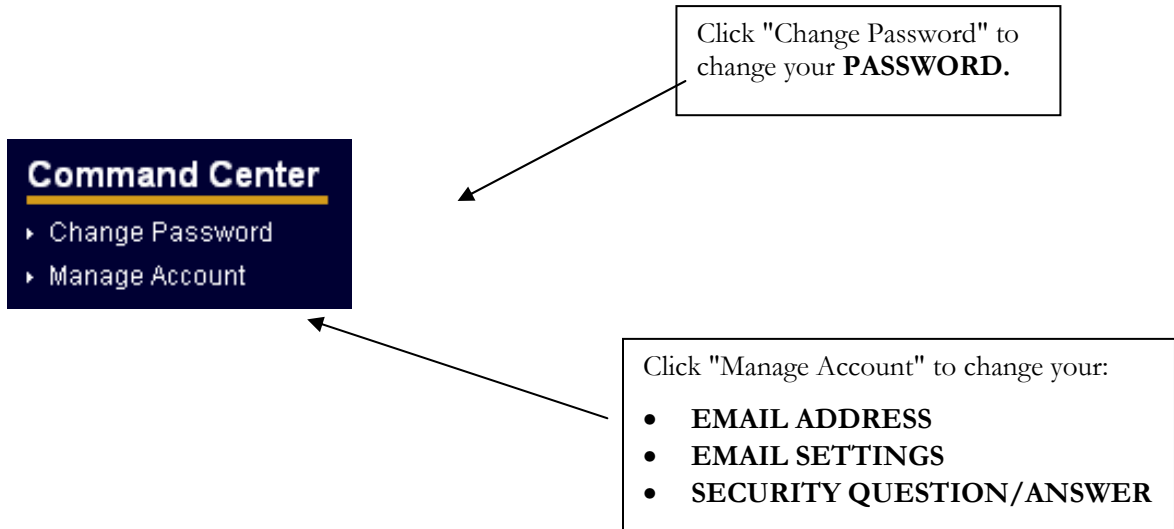 Click "Change Password" to
change your PASSWORD.
Command Center
Change Password
Manage Account
Click "Manage Account" to change your:
• EMAIL ADDRESS
• EMAIL SETTINGS
• SECURITY QUESTION/ANSWER